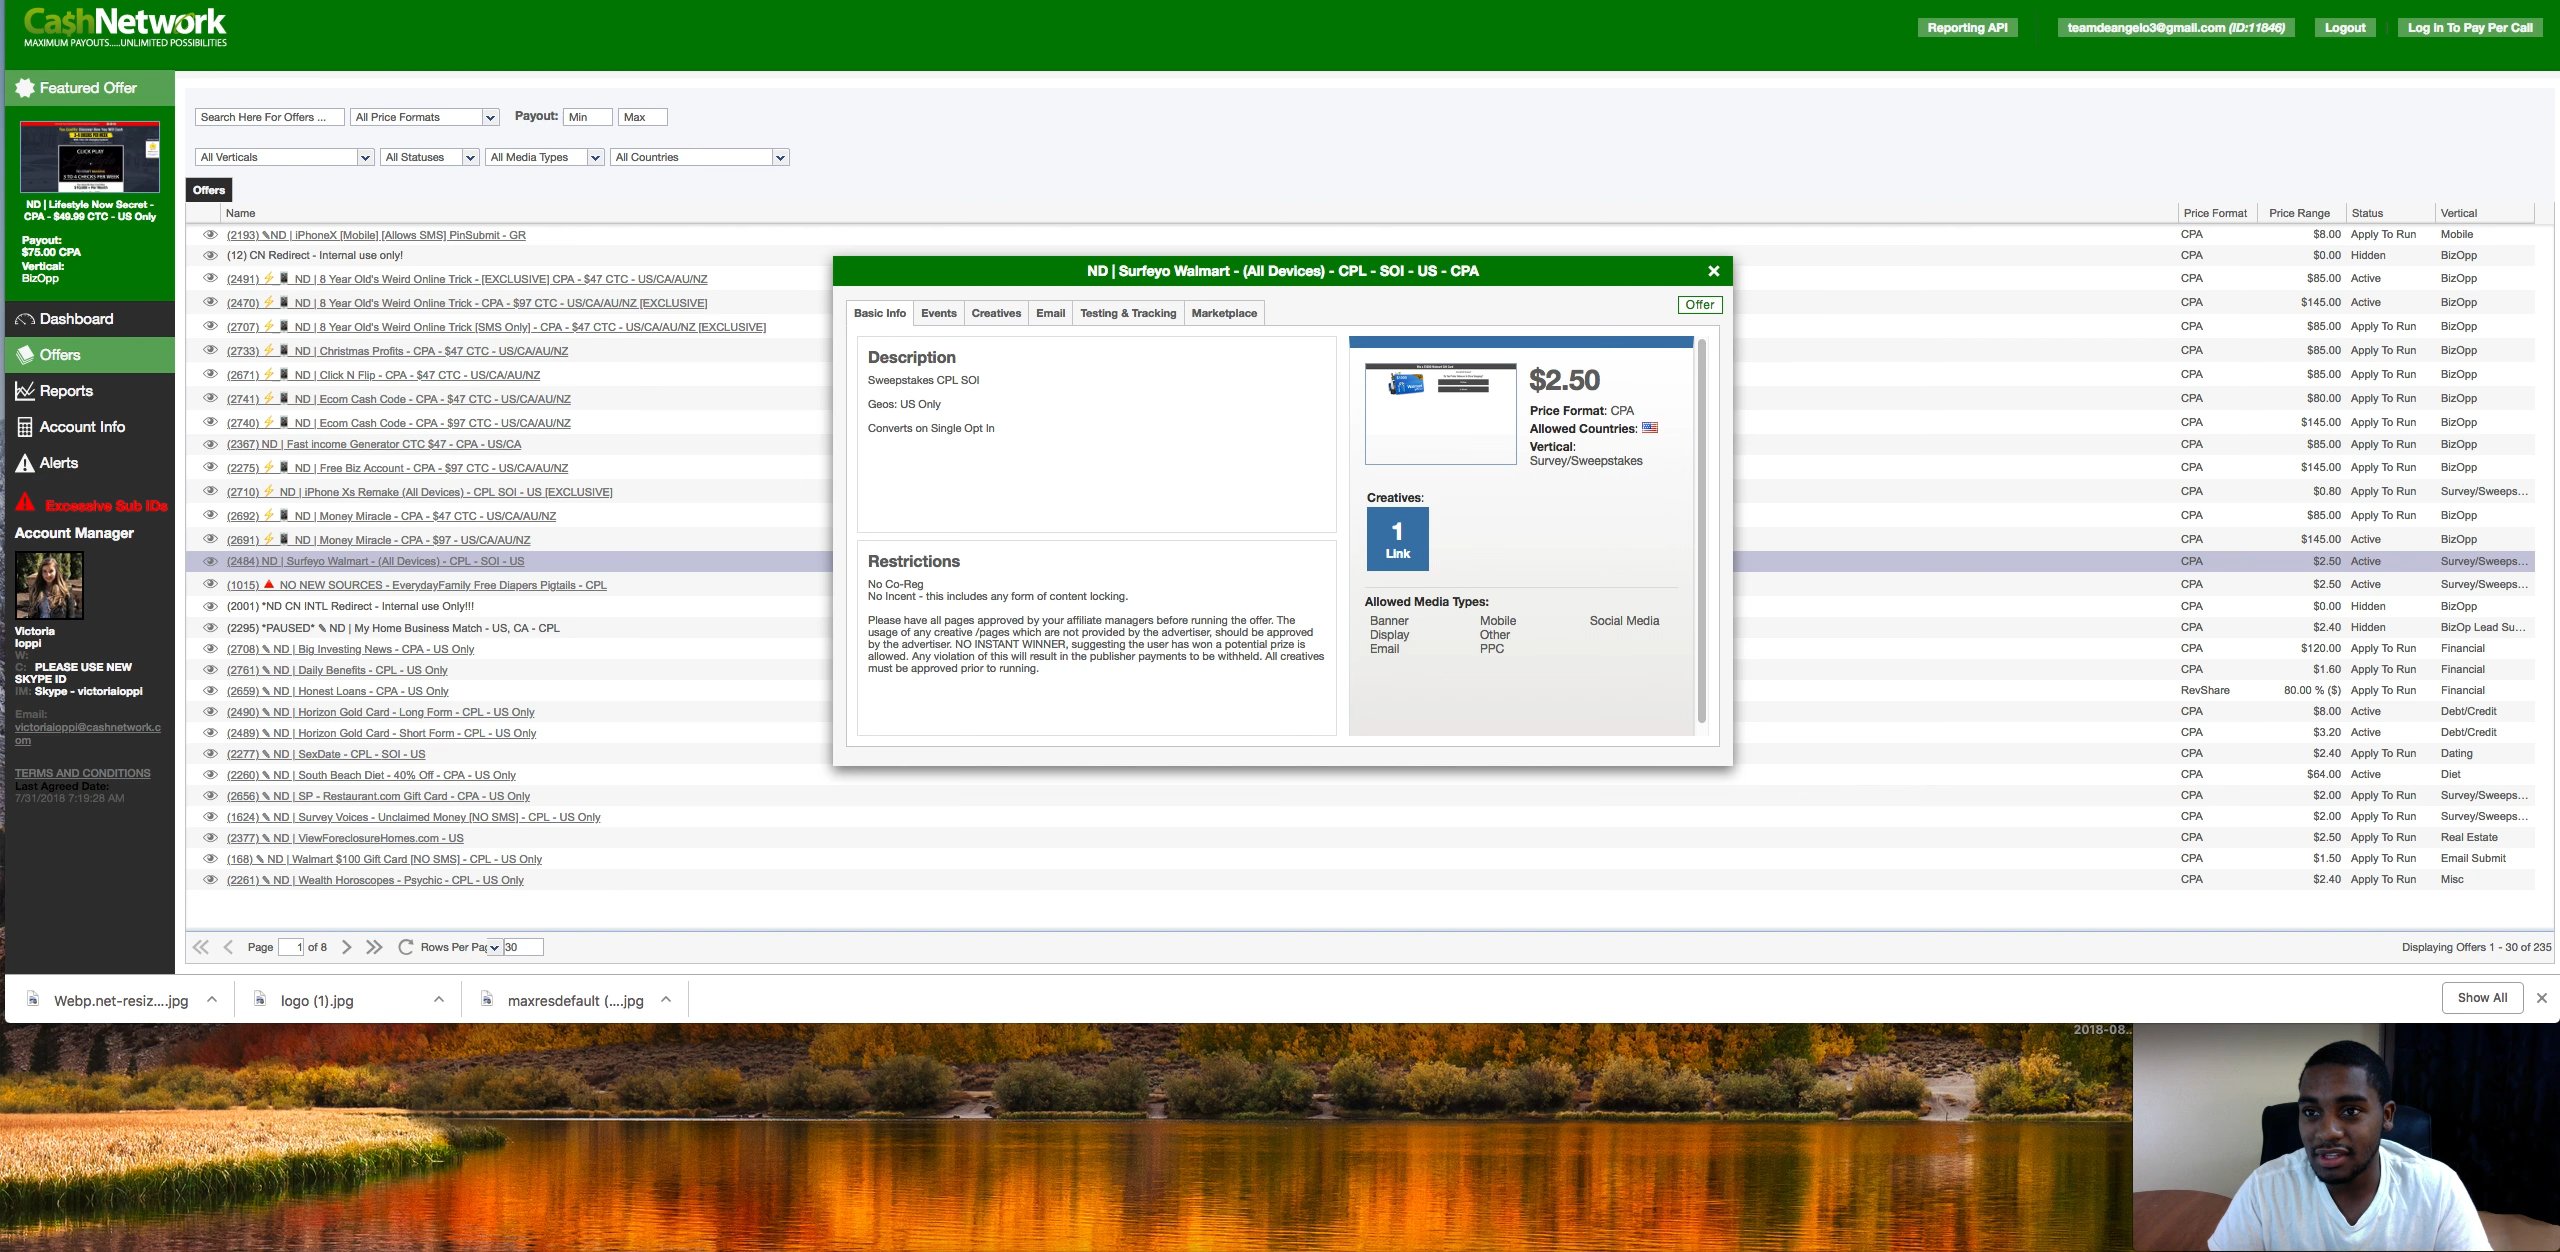 Ca$hNetwork
MAXIMUM PAYOUTS.....UNLIMITED POSSIBILITIES
Reporting API
teamdeangelo3@gmail.com (ID:11846)
Logout
Log In To Pay Per Call
Featured Offer
ND | Lifestyle Now Secret -
CPA - $49.99 CTC - US Only
Payout:
$75.00 CPA
Vertical:
BizOpp
Dashboard
Offers
Reports
Account Info
Alerts
Excessive Sub IDs
Account Manager
Victoria
Ioppi
W:
C: PLEASE USE NEW
SKYPE ID
IM: Skype - victoriaioppi
Email:
victoriaioppi@cashnetwork.c
om
TERMS AND CONDITIONS
Last Agreed Date:
7/31/2018 7:19:28 AM
Search Here For Offers ... All Price Formats Payout: Min Max
All Verticals All Statuses All Media Types All Countries
Offers
Name Price Format Price Range Status Vertical
(2193) ND | iPhoneX [Mobile] [Allows SMS] PinSubmit - GR CPA $8.00 Apply To Run Mobile
(12) CN Redirect - Internal use only! CPA $0.00 Hidden BizOpp
(2491) ND | 8 Year Old's Weird Online Trick - [EXCLUSIVE] CPA - $47 CTC - US/CA/AU/NZ CPA $85.00 Active BizOpp
(2470) ND | 8 Year Old's Weird Online Trick - CPA - $97 CTC - US/CA/AU/NZ [EXCLUSIVE] CPA $145.00 Active BizOpp
(2707) ND | 8 Year Old's Weird Online Trick [SMS Only] - CPA - $47 CTC - US/CA/AU/NZ [EXCLUSIVE] CPA $85.00 Apply To Run BizOpp
(2733) ND | Christmas Profits - CPA - $47 CTC - US/CA/AU/NZ CPA $85.00 Apply To Run BizOpp
(2671) ND | Click N Flip - CPA - $47 CTC - US/CA/AU/NZ CPA $85.00 Apply To Run BizOpp
(2741) ND | Ecom Cash Code - CPA - $47 CTC - US/CA/AU/NZ CPA $80.00 Apply To Run BizOpp
(2740) ND | Ecom Cash Code - CPA - $97 CTC - US/CA/AU/NZ CPA $145.00 Apply To Run BizOpp
(2367) ND | Fast income Generator CTC $47 - CPA - US/CA CPA $85.00 Apply To Run BizOpp
(2275) ND | Free Biz Account - CPA - $97 CTC - US/CA/AU/NZ CPA $145.00 Apply To Run BizOpp
(2710) ND | iPhone Xs Remake (All Devices) - CPL SOI - US [EXCLUSIVE] CPA $0.80 Apply To Run Survey/Sweeps...
(2692) ND | Money Miracle - CPA - $47 CTC - US/CA/AU/NZ CPA $85.00 Apply To Run BizOpp
(2691) ND | Money Miracle - CPA - $97 - US/CA/AU/NZ CPA $145.00 Active BizOpp
(2484) ND | Surfeyo Walmart - (All Devices) - CPL - SOI - US CPA $2.50 Active Survey/Sweeps...
(1015) NO NEW SOURCES - EverydayFamily Free Diapers Pigtails - CPL CPA $2.50 Active Survey/Sweeps...
(2001) *ND CN INTL Redirect - Internal use Only!!! CPA $0.00 Hidden BizOpp
(2295) *PAUSED* ND | My Home Business Match - US, CA - CPL CPA $2.40 Hidden BizOp Lead Su...
(2708) ND | Big Investing News - CPA - US Only CPA $120.00 Apply To Run Financial
(2761) ND | Daily Benefits - CPL - US Only CPA $1.60 Apply To Run Financial
(2659) ND | Honest Loans - CPA - US Only RevShare 80.00 % ($) Apply To Run Financial
(2490) ND | Horizon Gold Card - Long Form - CPL - US Only CPA $8.00 Active Debt/Credit
(2489) ND | Horizon Gold Card - Short Form - CPL - US Only CPA $3.20 Active Debt/Credit
(2277) ND | SexDate - CPL - SOI - US CPA $2.40 Apply To Run Dating
(2260) ND | South Beach Diet - 40% Off - CPA - US Only CPA $64.00 Active Diet
(2656) ND | SP - Restaurant.com Gift Card - CPA - US Only CPA $2.00 Apply To Run Survey/Sweeps...
(1624) ND | Survey Voices - Unclaimed Money [NO SMS] - CPL - US Only CPA $2.00 Apply To Run Survey/Sweeps...
(2377) ND | ViewForeclosureHomes.com - US CPA $2.50 Apply To Run Real Estate
(168) ND | Walmart $100 Gift Card [NO SMS] - CPL - US Only CPA $1.50 Apply To Run Email Submit
(2261) ND | Wealth Horoscopes - Psychic - CPL - US Only CPA $2.40 Apply To Run Misc
Page 1 of 8 Rows Per Pag 30 Displaying Offers 1 - 30 of 235
ND | Surfeyo Walmart - (All Devices) - CPL - SOI - US - CPA
Offer
Basic Info Events Creatives Email Testing & Tracking Marketplace
Description
Sweepstakes CPL SOI
Geos: US Only
Converts on Single Opt In
Restrictions
No Co-Reg
No Incent - this includes any form of content locking.
Please have all pages approved by your affiliate managers before running the offer. The
usage of any creative /pages which are not provided by the advertiser, should be approved
by the advertiser. NO INSTANT WINNER, suggesting the user has won a potential prize is
allowed. Any violation of this will result in the publisher payments to be withheld. All creatives
must be approved prior to running.
$2.50
Price Format: CPA
Allowed Countries:
Vertical:
Survey/Sweepstakes
Creatives:
1
Link
Allowed Media Types:
Banner Mobile Social Media
Display Other
Email PPC
Webp.net-resiz....jpg
logo (1).jpg
maxresdefault (....jpg
Show All
2018-08..